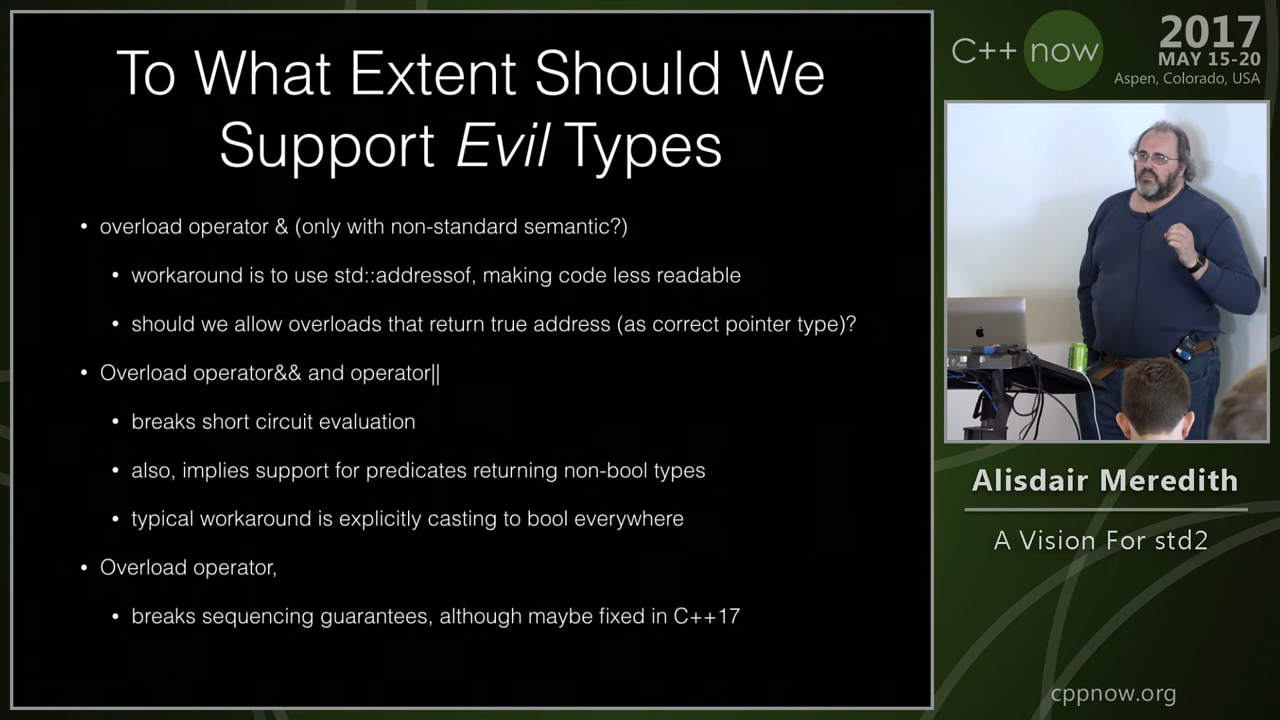 To What Extent Should We
Support Evil Types
• overload operator & (only with non-standard semantic?)
• workaround is to use std::addressof, making code less readable
• should we allow overloads that return true address (as correct pointer type)?
• Overload operator&& and operator||
• breaks short circuit evaluation
• also, implies support for predicates returning non-bool types
• typical workaround is explicitly casting to bool everywhere
• Overload operator,
• breaks sequencing guarantees, although maybe fixed in C++17
C++ now
2017
MAY 15-20
Aspen, Colorado, USA
Alisdair Meredith
A Vision For std2
cppnow.org